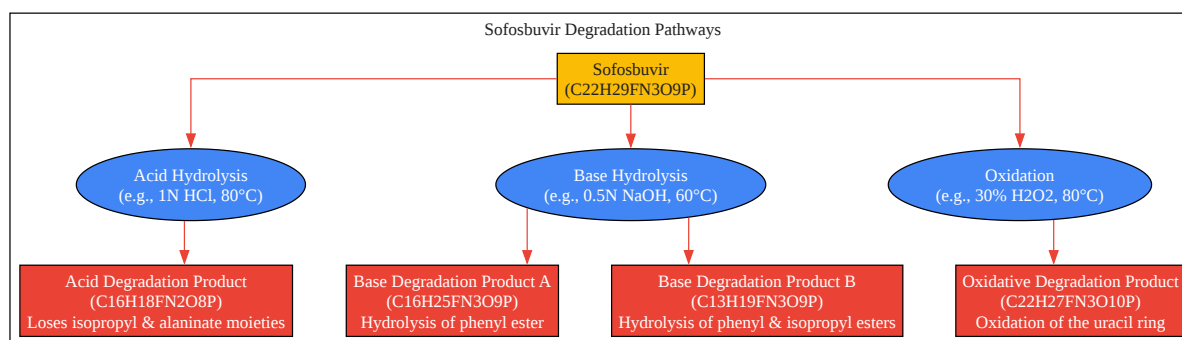 Sofosbuvir Degradation Pathways
Sofosbuvir
(C22H29FN3O9P)
Acid Hydrolysis
(e.g., 1N HCl, 80°C)
Base Hydrolysis
(e.g., 0.5N NaOH, 60°C)
Oxidation
(e.g., 30% H2O2, 80°C)
Acid Degradation Product
(C16H18FN2O8P)
Loses isopropyl & alaninate moieties
Base Degradation Product A
(C16H25FN3O9P)
Hydrolysis of phenyl ester
Base Degradation Product B
(C13H19FN3O9P)
Hydrolysis of phenyl & isopropyl esters
Oxidative Degradation Product
(C22H27FN3O10P)
Oxidation of the uracil ring